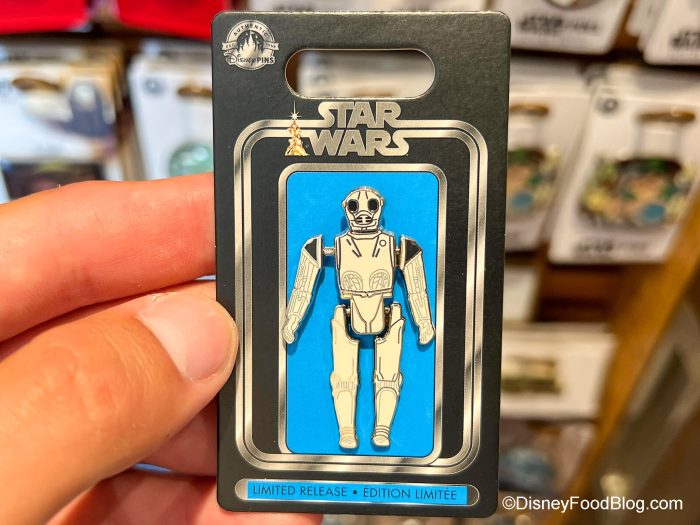 AUTHENTIC
Disney PINS
STAR
WARS
LIMITED RELEASE • ÉDITION LIMITÉE
©DisneyFoodBlog.com